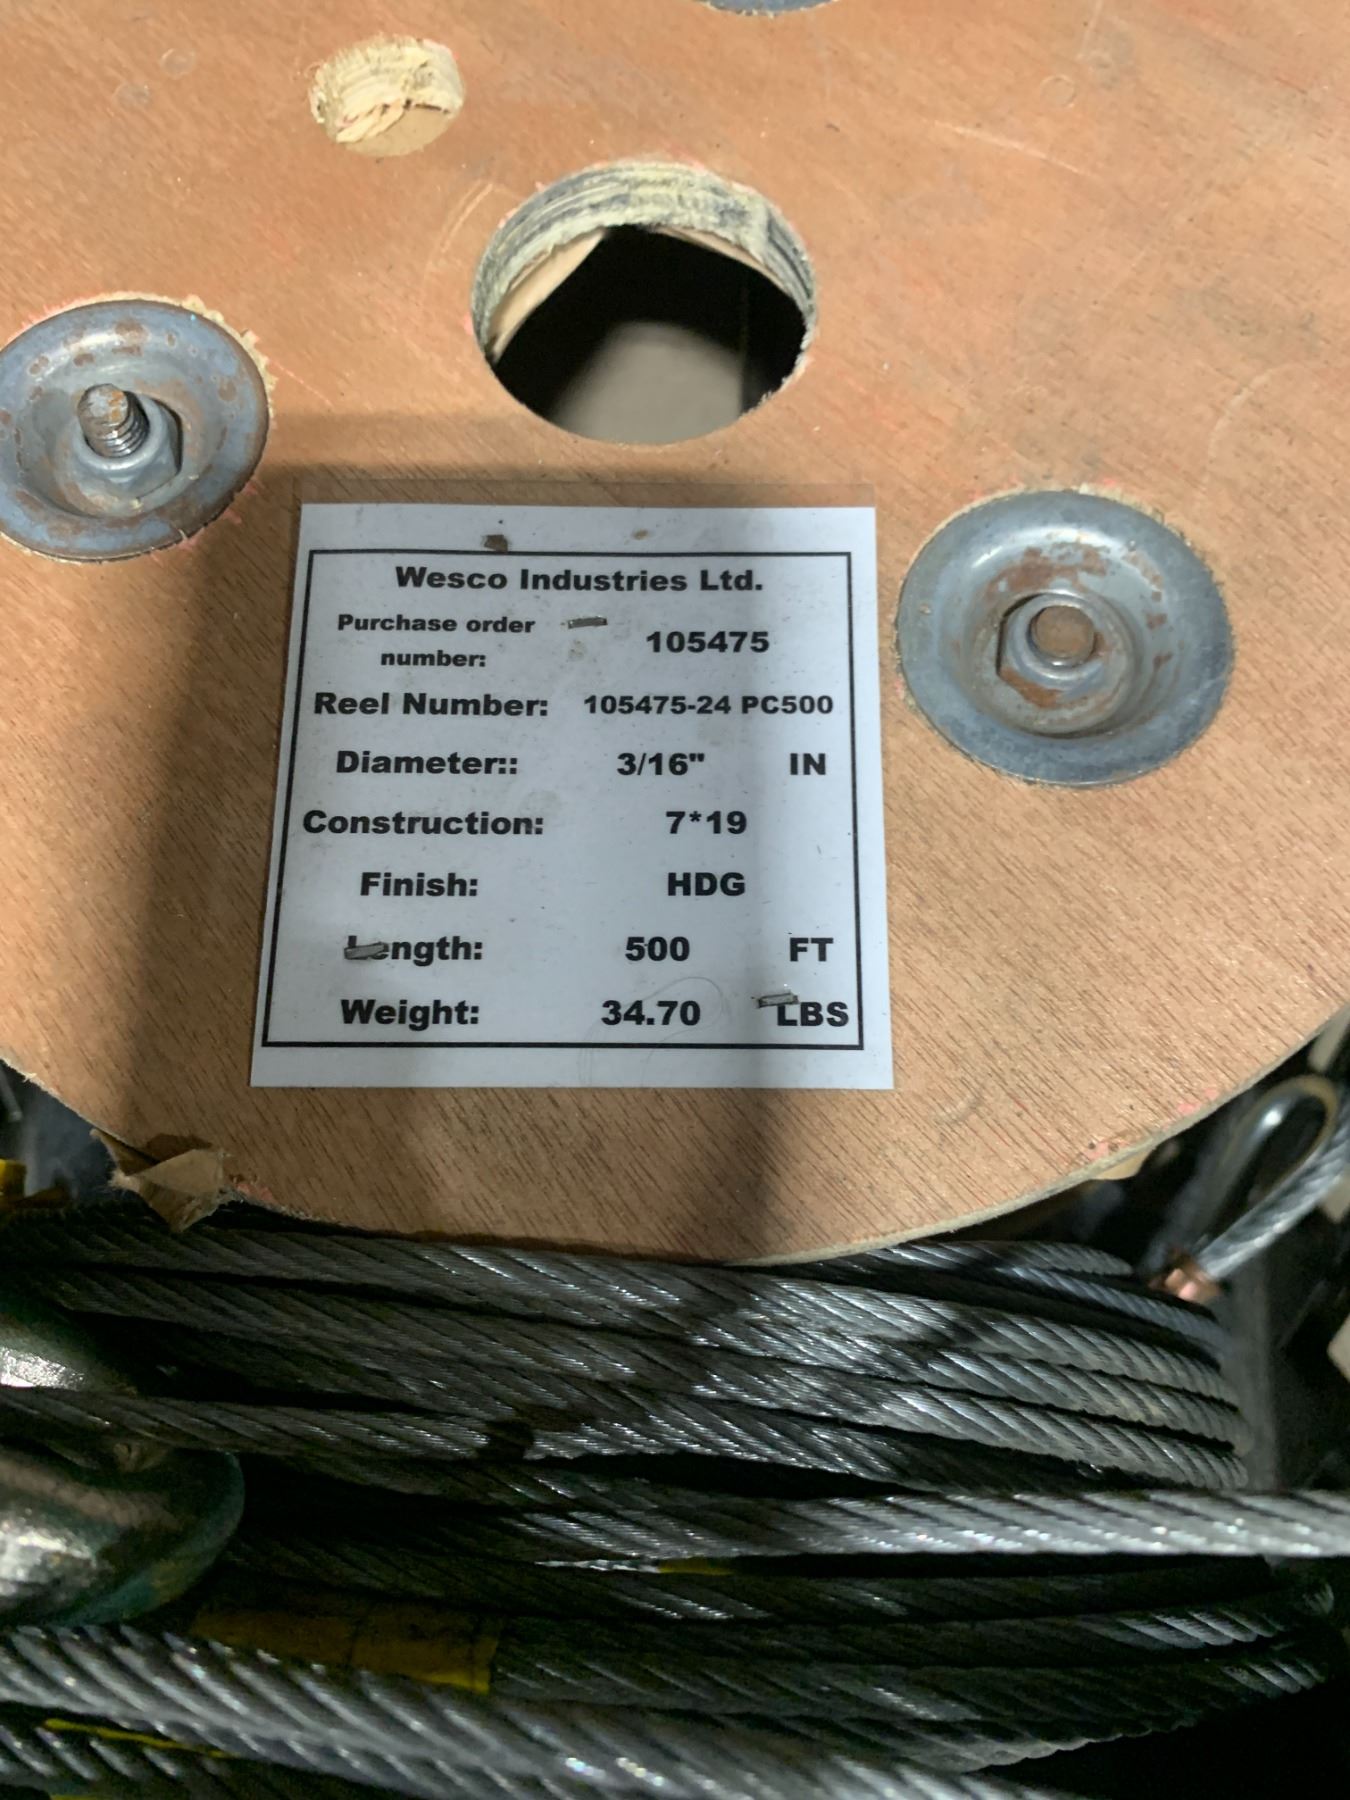 Wesco Industries Ltd.
Purchase order
number: 105475
Reel Number: 105475-24 PC500
Diameter:: 3/16" IN
Construction: 7*19
Finish: HDG
Length: 500 FT
Weight: 34.70 LBS